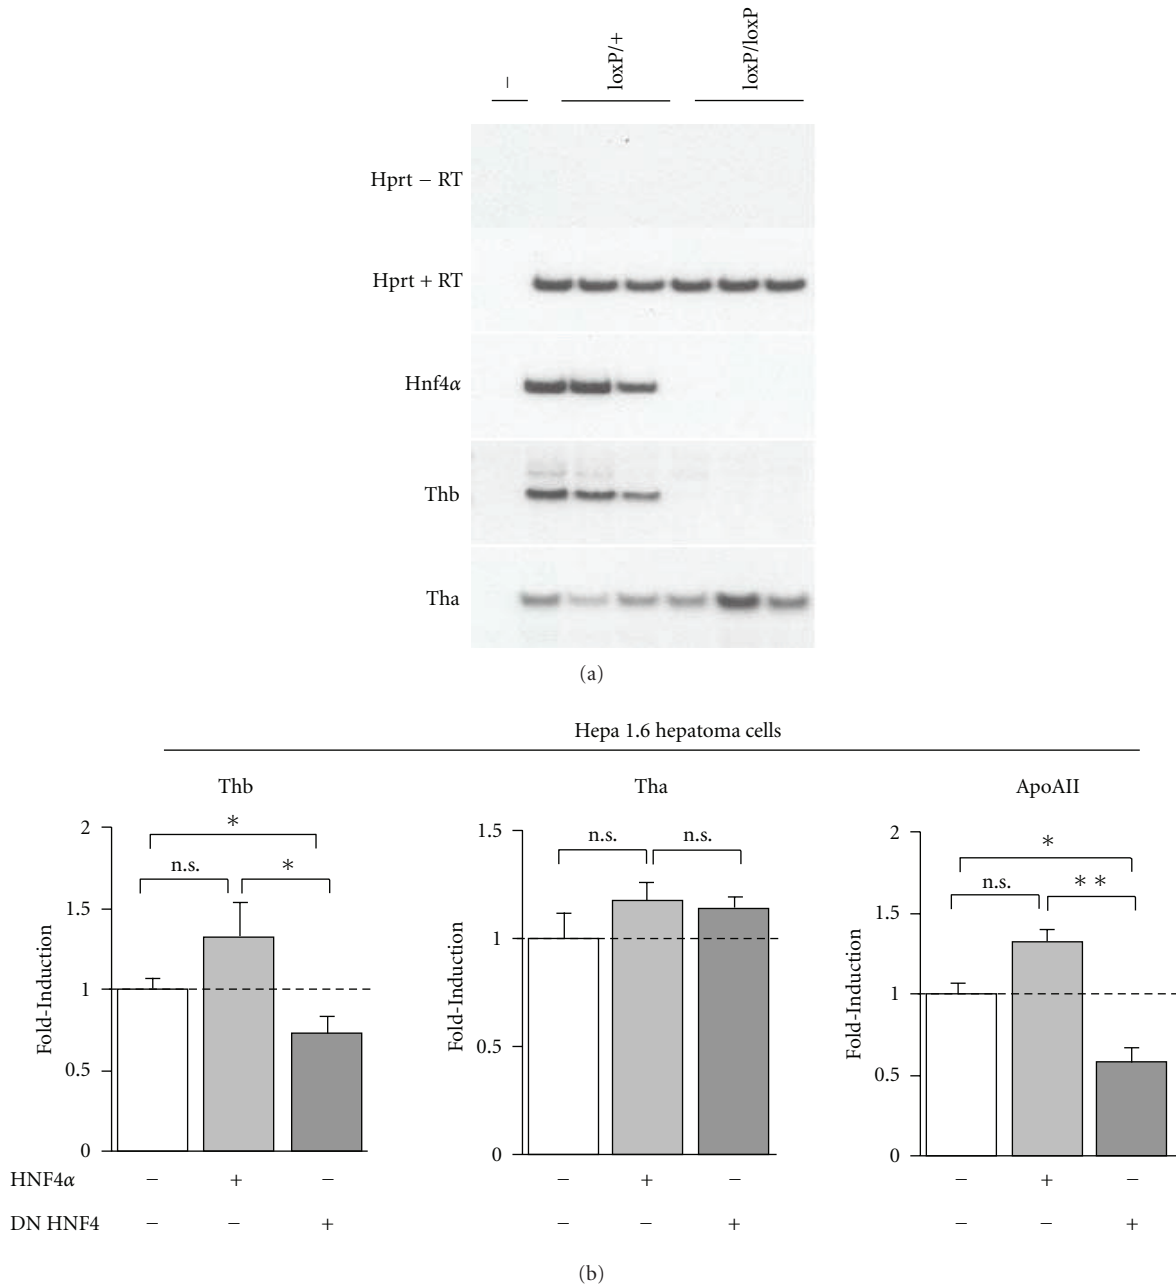 –
loxP/+
loxP/loxP
Hprt − RT
Hprt + RT
Hnf4α
Thb
Tha
(a)
Hepa 1.6 hepatoma cells
Thb
Tha
ApoAII
Fold-Induction
2
1.5
1
0.5
0
n.s.
*
*
Fold-Induction
1.5
1
0.5
0
n.s.
n.s.
Fold-Induction
2
1.5
1
0.5
0
n.s.
*
* *
HNF4α − + − − + − − + −
DN HNF4 − − + − − + − − +
(b)